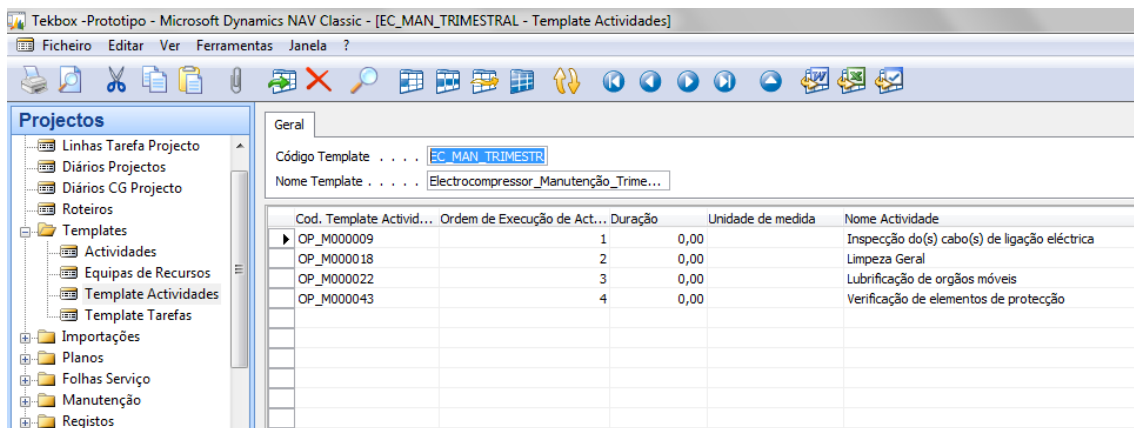 Tekbox -Prototipo - Microsoft Dynamics NAV Classic - [EC_MAN_TRIMESTRAL - Template Actividades]
Ficheiro Editar Ver Ferramentas Janela ?
Projectos
Linhas Tarefa Projecto
Diários Projectos
Diários CG Projecto
Roteiros
Templates
Actividades
Equipas de Recursos
Template Actividades
Template Tarefas
Importações
Planos
Folhas Serviço
Manutenção
Registos
Geral
Código Template . . . . EC_MAN_TRIMESTR
Nome Template . . . . . Electrocompressor_Manutenção_Trime...
Cod. Template Activid... Ordem de Execução de Act... Duração Unidade de medida Nome Actividade
OP_M000009 1 0,00 Inspecção do(s) cabo(s) de ligação eléctrica
OP_M000018 2 0,00 Limpeza Geral
OP_M000022 3 0,00 Lubrificação de orgãos móveis
OP_M000043 4 0,00 Verificação de elementos de protecção